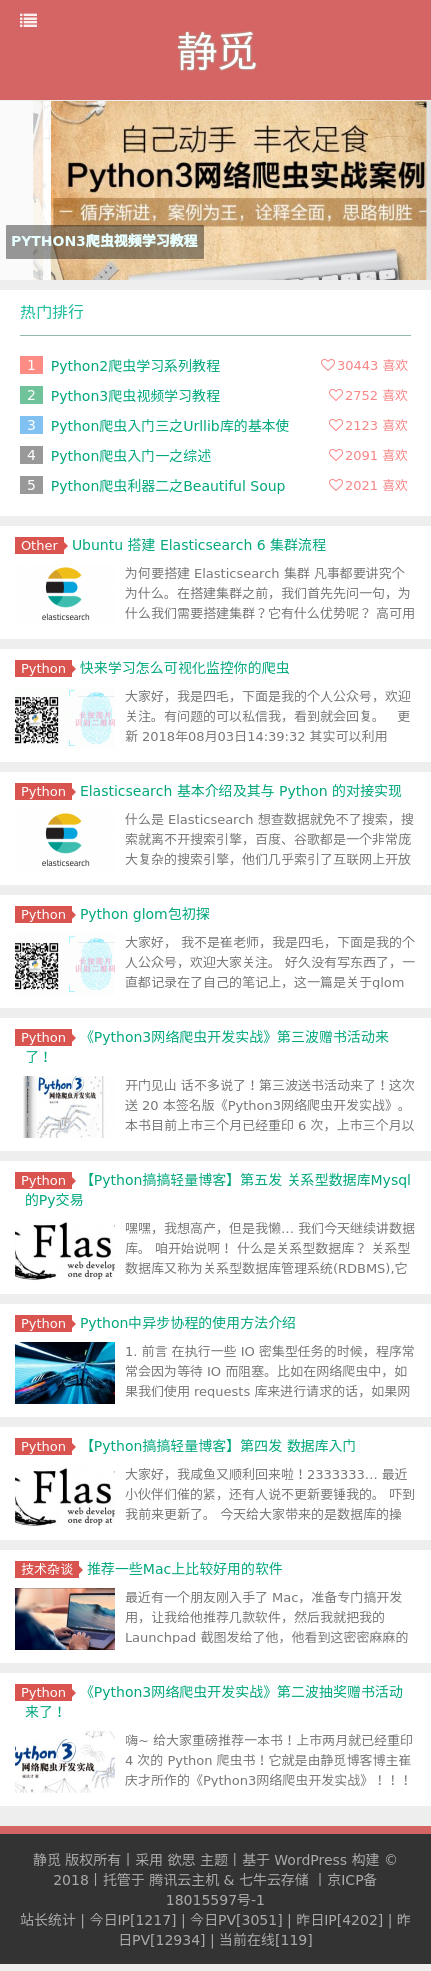 静觅
自己动手 丰衣足食
Python3网络爬虫实战案例
循序渐进，案例为王，诠释全面，思路制胜
PYTHON3爬虫视频学习教程
热门排行
1 Python2爬虫学习系列教程 30443 喜欢
2 Python3爬虫视频学习教程 2752 喜欢
3 Python爬虫入门三之Urllib库的基本使 2123 喜欢
4 Python爬虫入门一之综述 2091 喜欢
5 Python爬虫利器二之Beautiful Soup 2021 喜欢
Other Ubuntu 搭建 Elasticsearch 6 集群流程
elasticsearch
为何要搭建 Elasticsearch 集群 凡事都要讲究个
为什么。在搭建集群之前，我们首先先问一句，为
什么我们需要搭建集群？它有什么优势呢？ 高可用
Python 快来学习怎么可视化监控你的爬虫
长按图片
识别二维码
大家好，我是四毛，下面是我的个人公众号，欢迎
关注。有问题的可以私信我，看到就会回复。 更
新 2018年08月03日14:39:32 其实可以利用
Python Elasticsearch 基本介绍及其与 Python 的对接实现
elasticsearch
什么是 Elasticsearch 想查数据就免不了搜索，搜
索就离不开搜索引擎，百度、谷歌都是一个非常庞
大复杂的搜索引擎，他们几乎索引了互联网上开放
Python Python glom包初探
长按图片
识别二维码
大家好， 我不是崔老师，我是四毛，下面是我的个
人公众号，欢迎大家关注。 好久没有写东西了，一
直都记录在了自己的笔记上，这一篇是关于glom
Python 《Python3网络爬虫开发实战》第三波赠书活动来
了！
Python 3
网络爬虫开发实战
开门见山 话不多说了！第三波送书活动来了！这次
送 20 本签名版《Python3网络爬虫开发实战》。
本书目前上市三个月已经重印 6 次，上市三个月以
Python 【Python搞搞轻量博客】第五发 关系型数据库Mysql
的Py交易
Flas
web develop
one drop at
嘿嘿，我想高产，但是我懒… 我们今天继续讲数据
库。 咱开始说啊！ 什么是关系型数据库？ 关系型
数据库又称为关系型数据库管理系统(RDBMS),它
Python Python中异步协程的使用方法介绍
1. 前言 在执行一些 IO 密集型任务的时候，程序常
常会因为等待 IO 而阻塞。比如在网络爬虫中，如
果我们使用 requests 库来进行请求的话，如果网
Python 【Python搞搞轻量博客】第四发 数据库入门
Flas
web develop
one drop at
大家好，我咸鱼又顺利回来啦！2333333… 最近
小伙伴们催的紧，还有人说不更新要锤我的。 吓到
我前来更新了。 今天给大家带来的是数据库的操
技术杂谈 推荐一些Mac上比较好用的软件
最近有一个朋友刚入手了 Mac，准备专门搞开发
用，让我给他推荐几款软件，然后我就把我的
Launchpad 截图发给了他，他看到这密密麻麻的
Python 《Python3网络爬虫开发实战》第二波抽奖赠书活动
来了！
ython 3
网络爬虫开发实战
嗨~ 给大家重磅推荐一本书！上市两月就已经重印
4 次的 Python 爬虫书！它就是由静觅博客博主崔
庆才所作的《Python3网络爬虫开发实战》！！！
静觅 版权所有丨采用 欲思 主题丨基于 WordPress 构建 ©
2018丨托管于 腾讯云主机 & 七牛云存储 丨京ICP备
18015597号-1
站长统计 | 今日IP[1217] | 今日PV[3051] | 昨日IP[4202] | 昨
日PV[12934] | 当前在线[119]